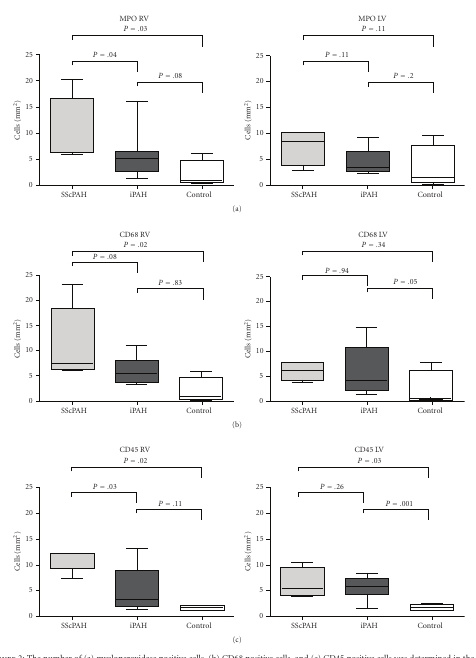 MPO RV
P = .03
P = .04
P = .08
25
20
15
10
5
0
Cells (mm²)
SScPAH iPAH Control
MPO LV
P = .11
P = .11
P = .2
25
20
15
10
5
0
Cells (mm²)
SScPAH iPAH Control
(a)
CD68 RV
P = .02
P = .08
P = .83
25
20
15
10
5
0
Cells (mm²)
SScPAH iPAH Control
CD68 LV
P = .34
P = .94
P = .05
25
20
15
10
5
0
Cells (mm²)
SScPAH iPAH Control
(b)
CD45 RV
P = .02
P = .03
P = .11
25
20
15
10
5
0
Cells (mm²)
SScPAH iPAH Control
CD45 LV
P = .03
P = .26
P = .001
25
20
15
10
5
0
Cells (mm²)
SScPAH iPAH Control
(c)